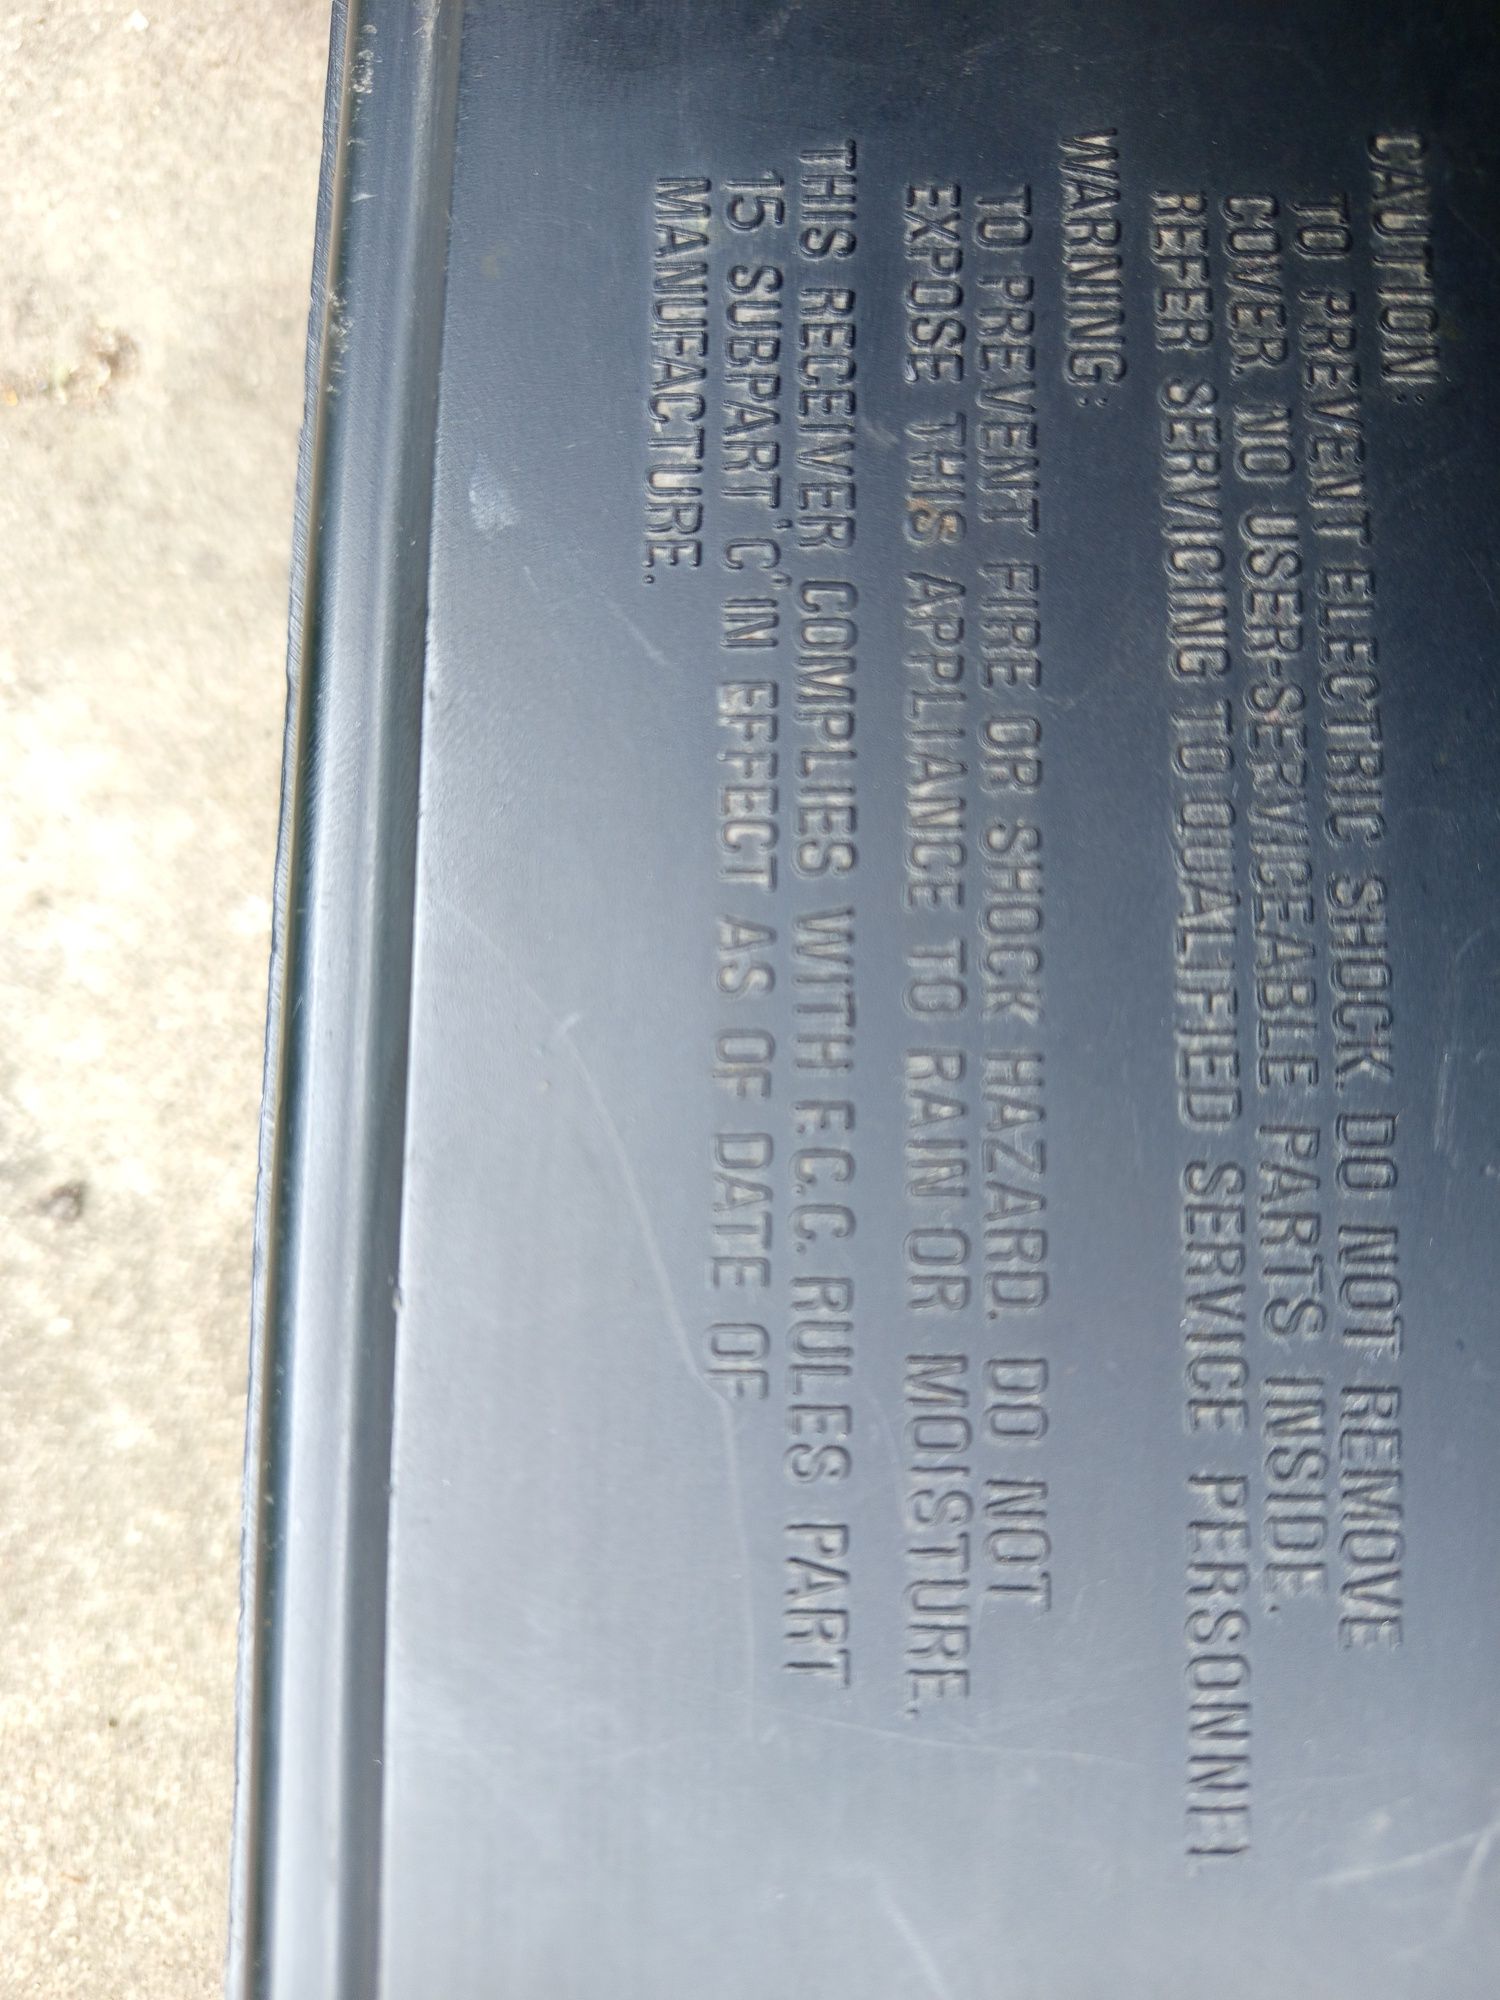 CAUTION:
TO PREVENT ELECTRIC SHOCK. DO NOT REMOVE
COVER. NO USER-SERVICEABLE PARTS INSIDE.
REFER SERVICING TO QUALIFIED SERVICE PERSONNEL
WARNING:
TO PREVENT FIRE OR SHOCK HAZARD. DO NOT
EXPOSE THIS APPLIANCE TO RAIN OR MOISTURE.
THIS RECEIVER COMPLIES WITH F.C.C. RULES PART
15 SUBPART 'C' IN EFFECT AS OF DATE OF
MANUFACTURE.